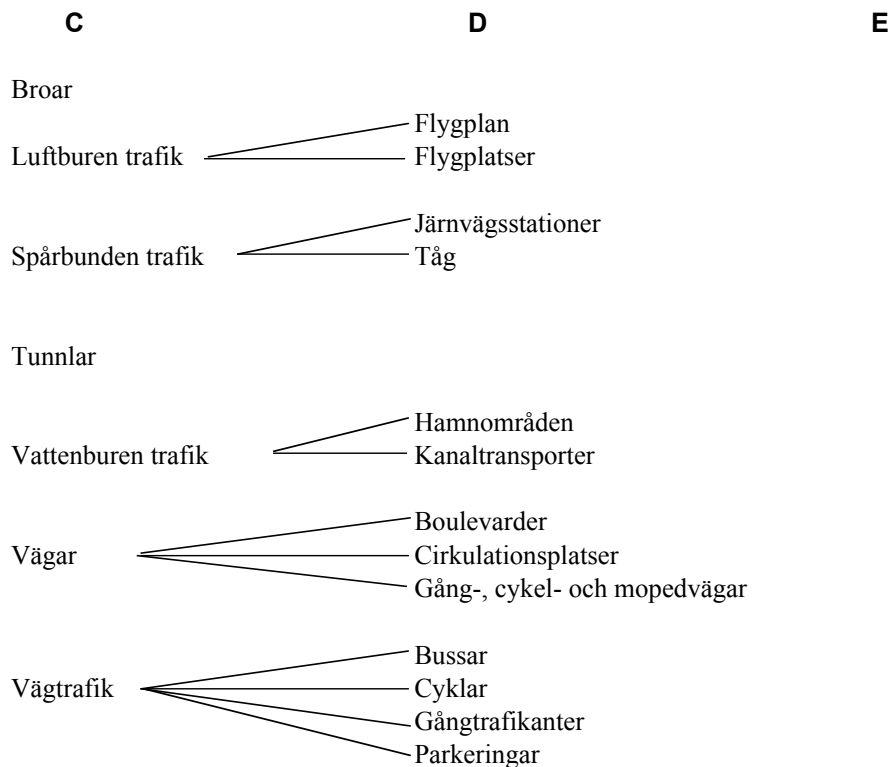 C D E
Broar
Flygplan
Luftburen trafik Flygplatser
Järnvägsstationer
Spårbunden trafik Tåg
Tunnlar
Hamnområden
Vattenburen trafik Kanaltransporter
Boulevarder
Vägar Cirkulationsplatser
Gång-, cykel- och mopedvägar
Bussar
Vägtrafik Cyklar
Gångtrafikanter
Parkeringar